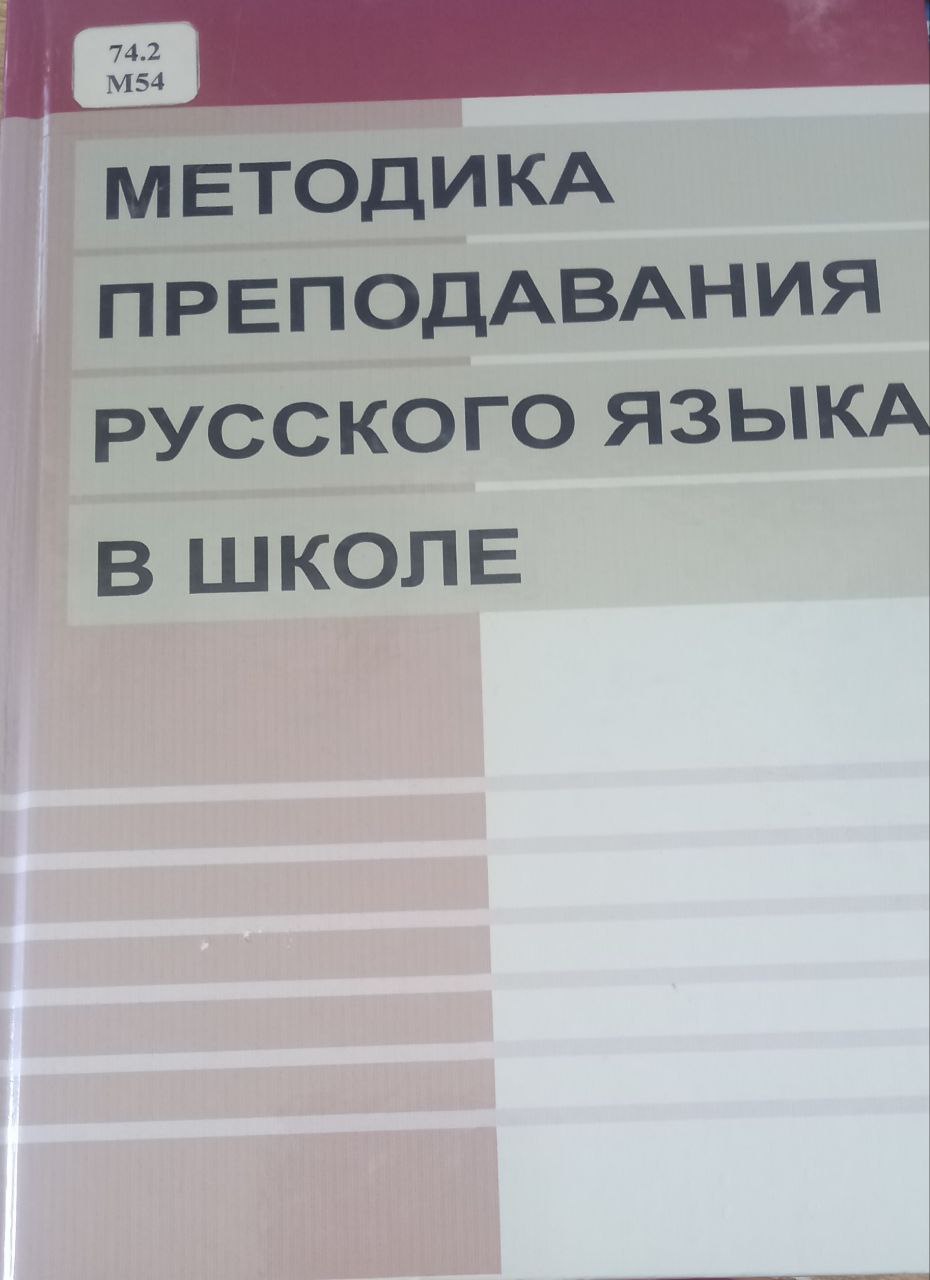 74.2
М54
МЕТОДИКА
ПРЕПОДАВАНИЯ
РУССКОГО ЯЗЫКА
В ШКОЛЕ